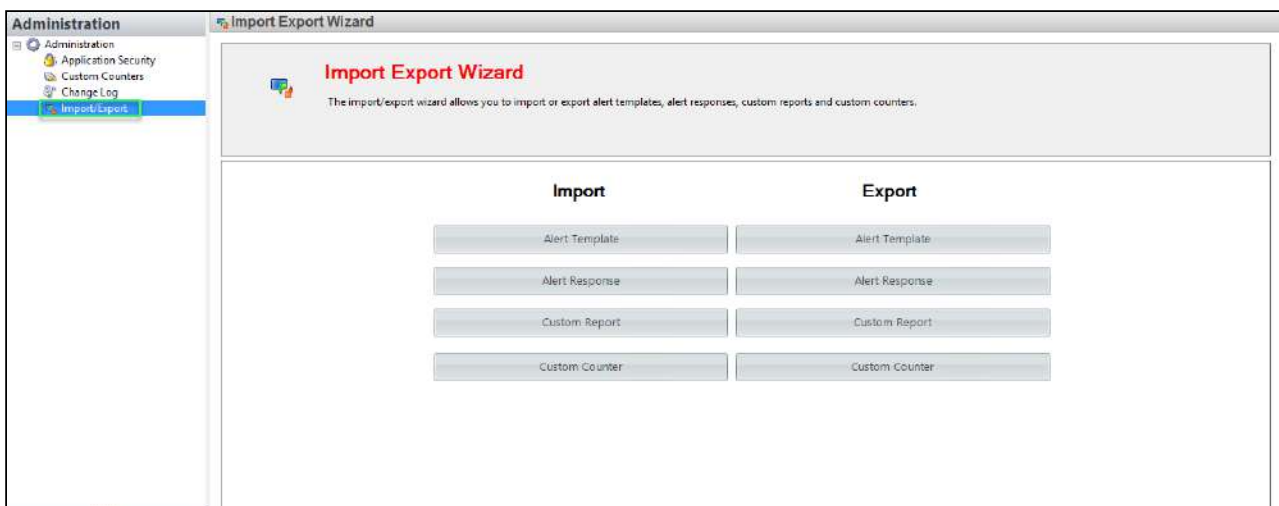 Administration
Administration
Application Security
Custom Counters
Change Log
Import/Export
Import Export Wizard
Import Export Wizard
The import/export wizard allows you to import or export alert templates, alert responses, custom reports and custom counters.
Import Export
Alert Template Alert Template
Alert Response Alert Response
Custom Report Custom Report
Custom Counter Custom Counter